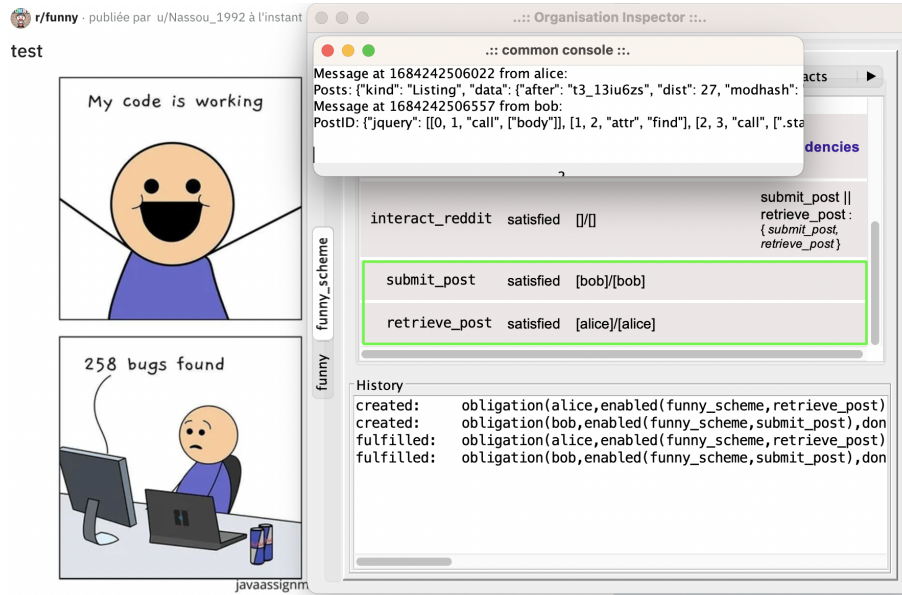 r/funny · publiée par u/Nassou_1992 à l'instant
test
My code is working
258 bugs found
javaassignm
..:: Organisation Inspector ::..
.:: common console ::.
Message at 1684242506022 from alice:
Posts: {"kind": "Listing", "data": {"after": "t3_13iu6zs", "dist": 27, "modhash":
Message at 1684242506557 from bob:
PostID: {"jquery": [[0, 1, "call", ["body"]], [1, 2, "attr", "find"], [2, 3, "call", [".sta
acts
dencies
funny_scheme
funny
interact_reddit satisfied []/[] submit_post ||
retrieve_post :
{ submit_post,
retrieve_post }
submit_post satisfied [bob]/[bob]
retrieve_post satisfied [alice]/[alice]
History
created: obligation(alice,enabled(funny_scheme,retrieve_post)
created: obligation(bob,enabled(funny_scheme,submit_post),don
fulfilled: obligation(alice,enabled(funny_scheme,retrieve_post)
fulfilled: obligation(bob,enabled(funny_scheme,submit_post),don